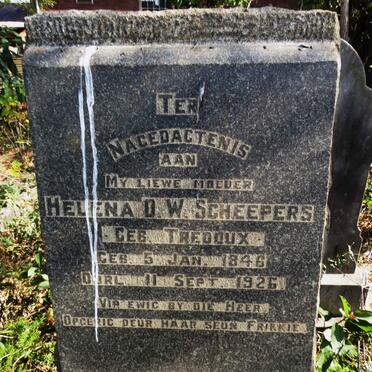 TER
NAGEDACTENIS
AAN
MY LIEWE MOEDER
HELENA D.W. SCHEEPERS
GEB. TREDOUX.
GEB. 5 JAN. 1846
OORL. 11 SEPT. 1926.
VIR EWIG BY DIE HEER.
OPGERIG DEUR HAAR SEUN FRIKKIE